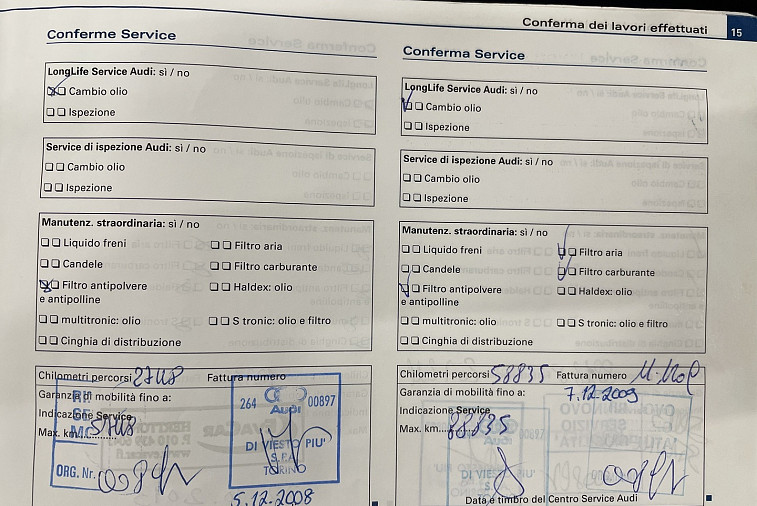 Conferma dei lavori effettuati 15
Conferme Service
LongLife Service Audi: sì / no
Cambio olio
Ispezione
Service di ispezione Audi: sì / no
Cambio olio
Ispezione
Manutenz. straordinaria: sì / no
Liquido freni Filtro aria
Candele Filtro carburante
Filtro antipolvere Haldex: olio
e antipolline
multitronic: olio S tronic: olio e filtro
Cinghia di distribuzione
Chilometri percorsi Fattura numero
Garanzia di mobilità fino a:
Indicazione Service
Max. km
ORG. Nr.
264 00897
Audi
DI VIESTO PIU'
S.P.A.
TORINO
5.12.2008
Conferma Service
LongLife Service Audi: sì / no
Cambio olio
Ispezione
Service di ispezione Audi: sì / no
Cambio olio
Ispezione
Manutenz. straordinaria: sì / no
Liquido freni Filtro aria
Candele Filtro carburante
Filtro antipolvere Haldex: olio
e antipolline
multitronic: olio S tronic: olio e filtro
Cinghia di distribuzione
Chilometri percorsi 58835 Fattura numero
Garanzia di mobilità fino a: 7.12.2009
Indicazione Service
Max. km 88835
Audi 00897
DI VIESTO PIU'
Data e timbro del Centro Service Audi